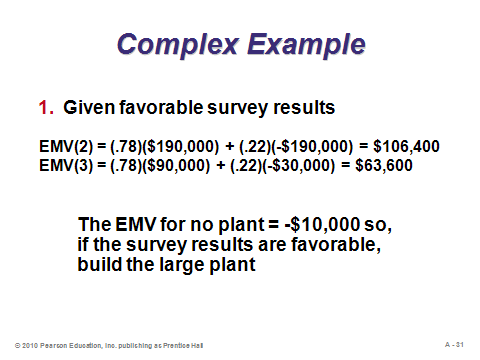 Complex Example
1. Given favorable survey results
EMV(2) = (.78)($190,000) + (.22)(-$190,000) = $106,400
EMV(3) = (.78)($90,000) + (.22)(-$30,000) = $63,600
The EMV for no plant = -$10,000 so,
if the survey results are favorable,
build the large plant
© 2010 Pearson Education, Inc. publishing as Prentice Hall
A - 31